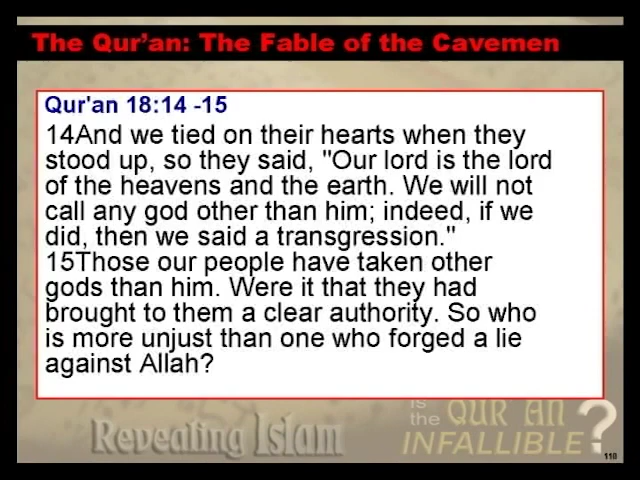 The Qur'an: The Fable of the Cavemen
Qur'an 18:14 -15
14And we tied on their hearts when they
stood up, so they said, "Our lord is the lord
of the heavens and the earth. We will not
call any god other than him; indeed, if we
did, then we said a transgression."
15Those our people have taken other
gods than him. Were it that they had
brought to them a clear authority. So who
is more unjust than one who forged a lie
against Allah?
Revealing Islam
is
the QUR'AN
INFALLIBLE?
110